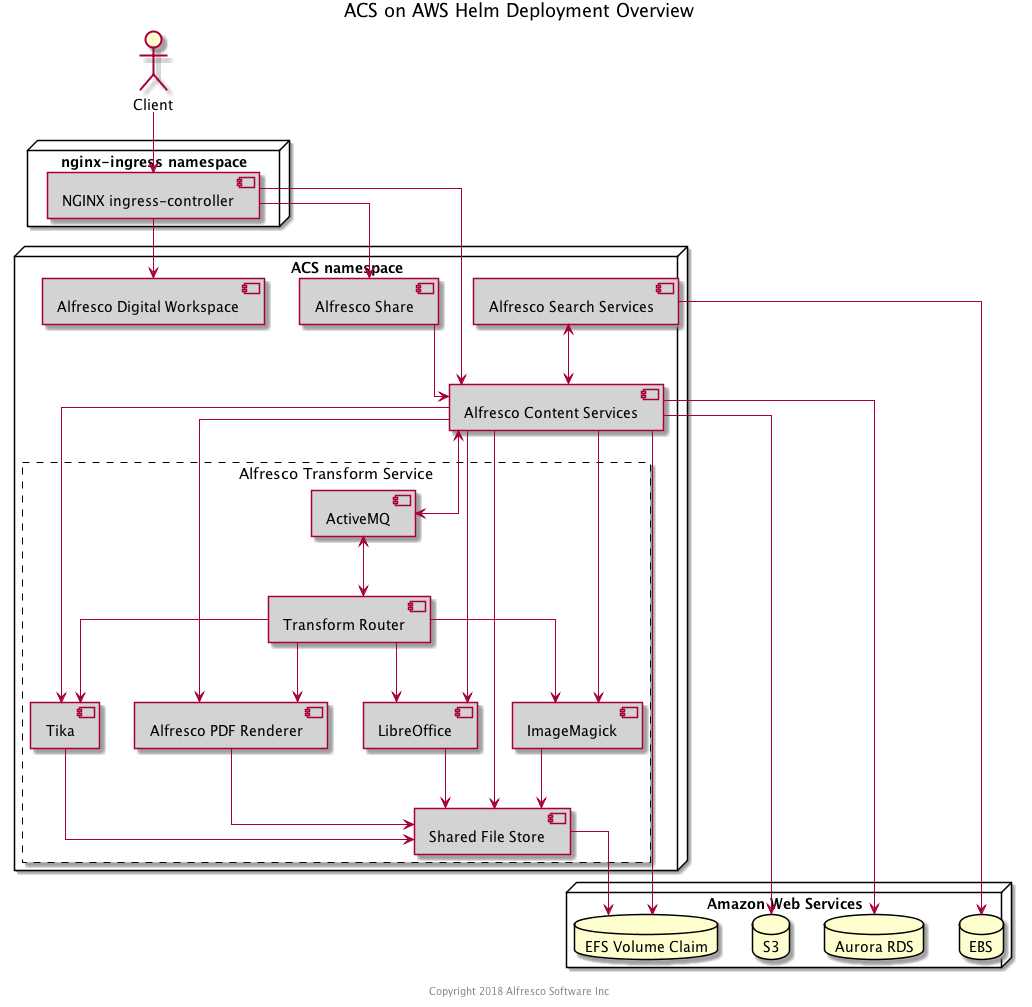 ACS on AWS Helm Deployment Overview
Client
nginx-ingress namespace
NGINX ingress-controller
ACS namespace
Alfresco Digital Workspace
Alfresco Share
Alfresco Search Services
Alfresco Content Services
Alfresco Transform Service
ActiveMQ
Transform Router
Tika
Alfresco PDF Renderer
LibreOffice
ImageMagick
Shared File Store
Amazon Web Services
EFS Volume Claim
S3
Aurora RDS
EBS
Copyright 2018 Alfresco Software Inc